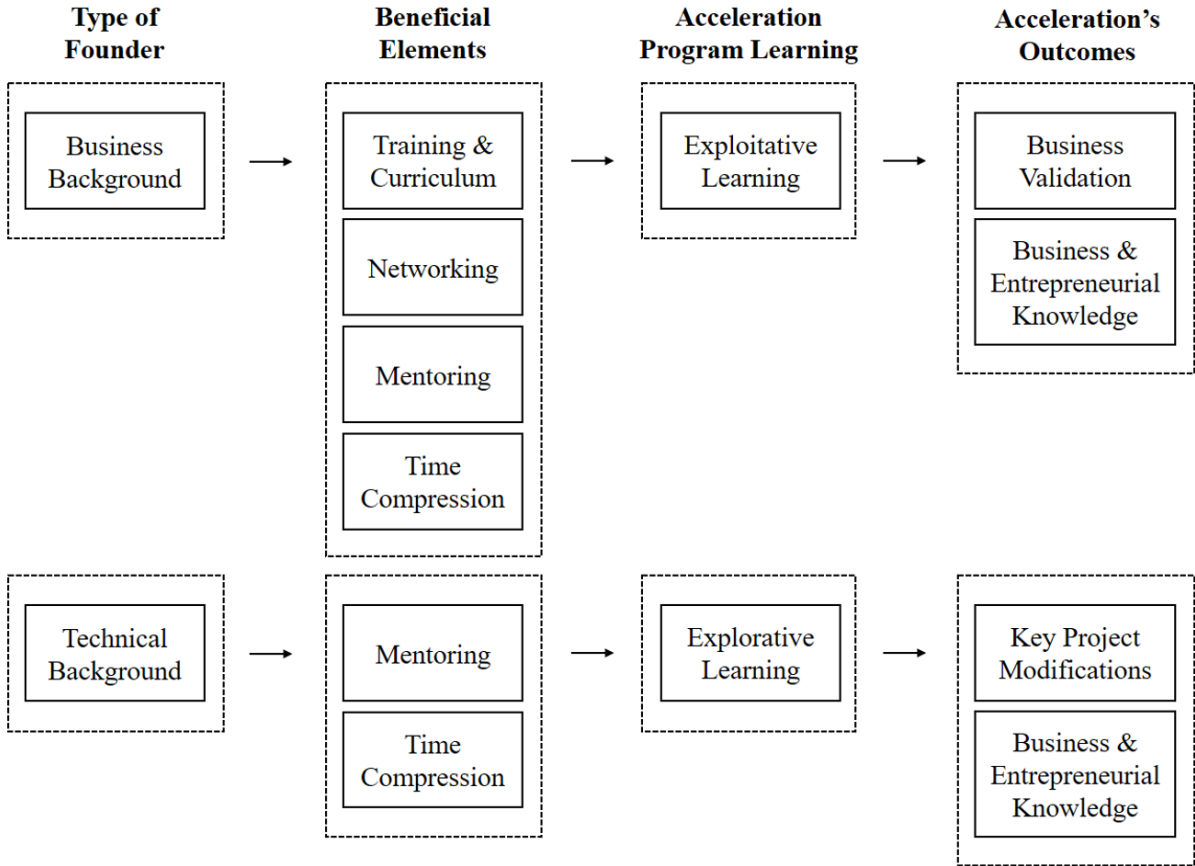 Type of
Founder
Beneficial
Elements
Acceleration
Program Learning
Acceleration’s
Outcomes
Business
Background
Training &
Curriculum
Networking
Mentoring
Time
Compression
Exploitative
Learning
Business
Validation
Business &
Entrepreneurial
Knowledge
Technical
Background
Mentoring
Time
Compression
Explorative
Learning
Key Project
Modifications
Business &
Entrepreneurial
Knowledge